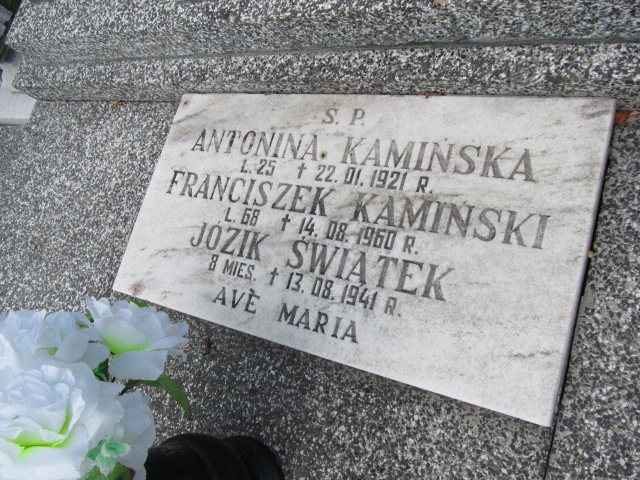 Ś. P.
ANTONINA KAMIŃSKA
L. 25 † 22.01.1921 R.
FRANCISZEK KAMIŃSKI
L. 68 † 14.08.1960 R.
JÓZIK ŚWIĄTEK
8 MIES. † 13.08.1941 R.
AVÈ MARIA